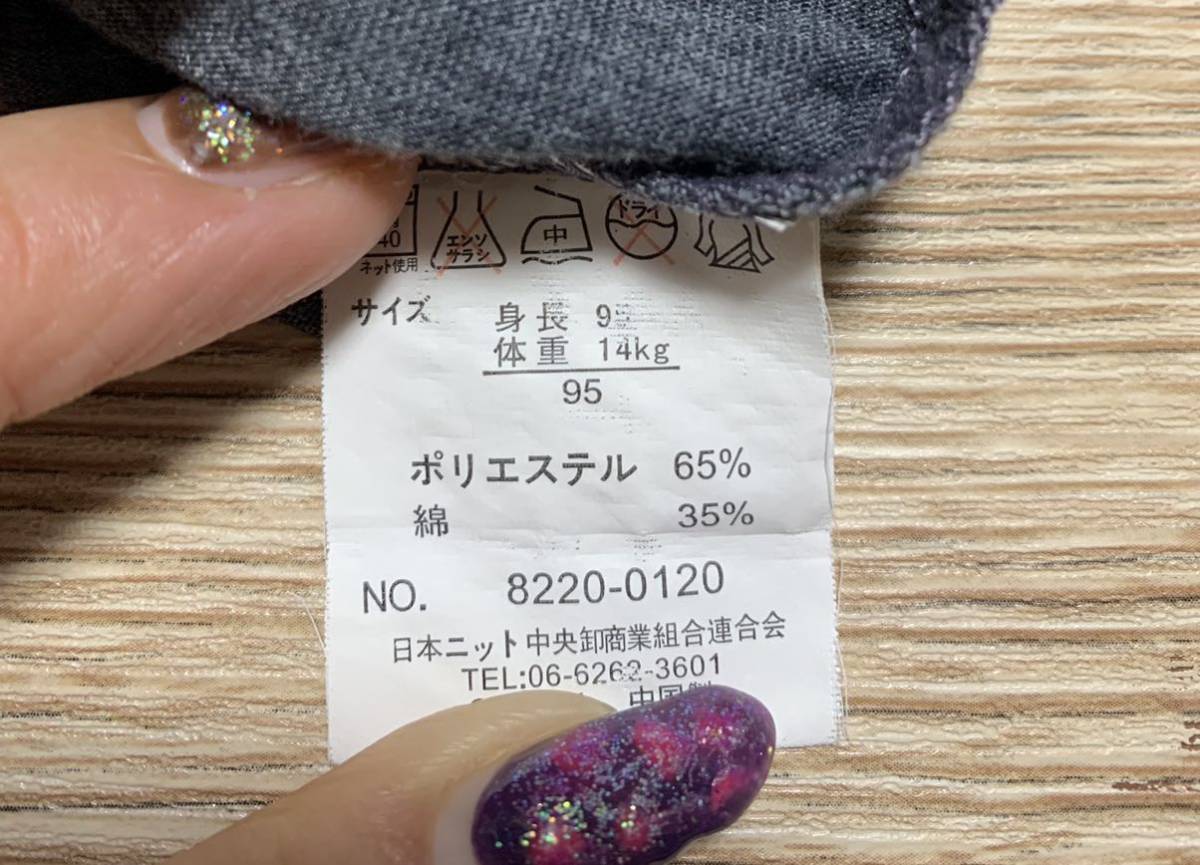 40
ネット使用
エンソ
サラシ
中
ドライ
サイズ
身長 9
体重 14kg
95
ポリエステル 65%
綿 35%
NO. 8220-0120
日本ニット中央卸商業組合連合会
TEL:06-6262-3601
中国製